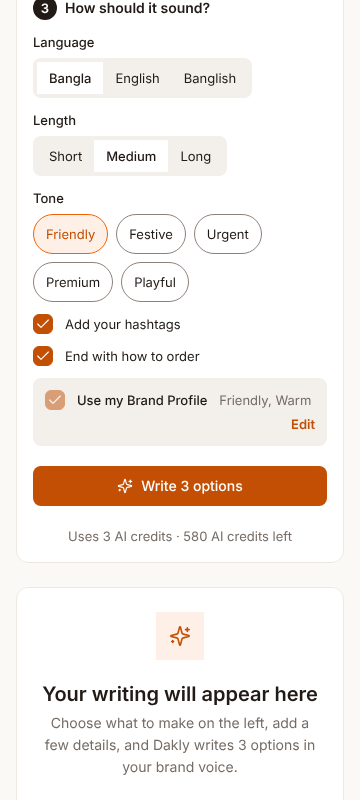 3 How should it sound?
Language
Bangla English Banglish
Length
Short Medium Long
Tone
Friendly Festive Urgent
Premium Playful
Add your hashtags
End with how to order
Use my Brand Profile Friendly, Warm
Edit
Write 3 options
Uses 3 AI credits · 580 AI credits left
Your writing will appear here
Choose what to make on the left, add a
few details, and Dakly writes 3 options in
your brand voice.